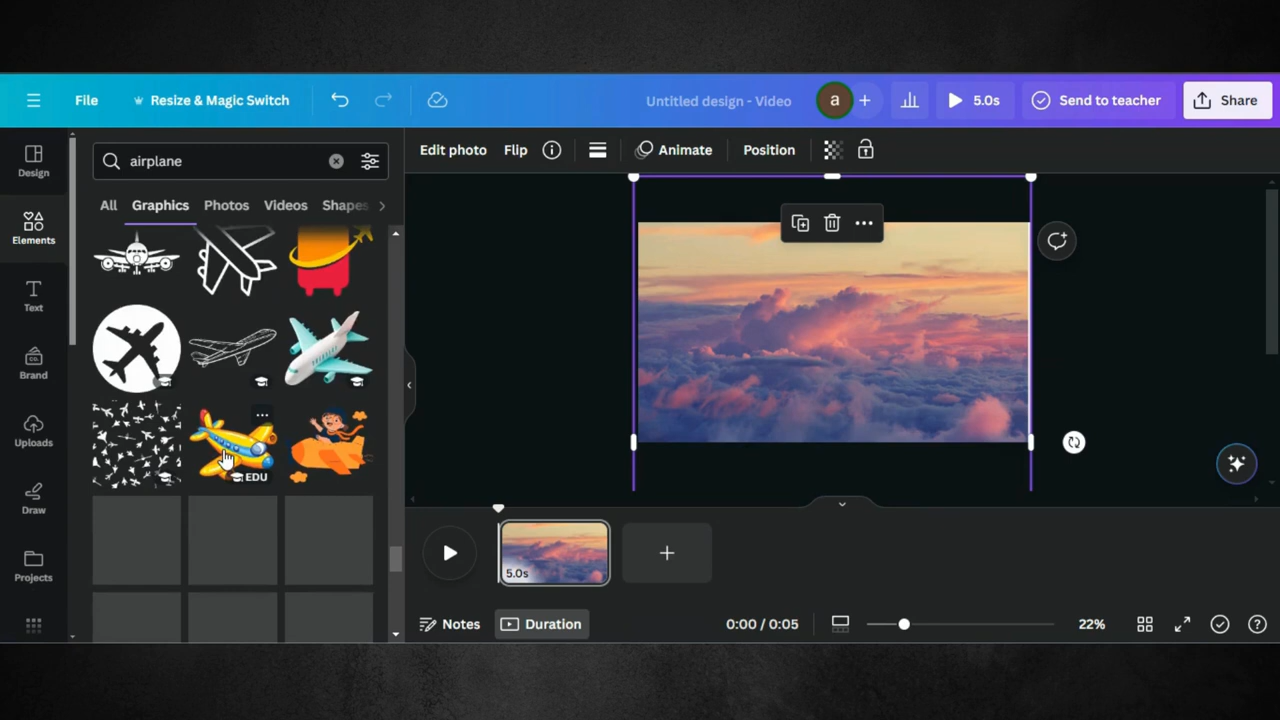 File
Resize & Magic Switch
Untitled design - Video
a
5.0s
Send to teacher
Share
Design
Elements
Text
Brand
Uploads
Draw
Projects
airplane
All
Graphics
Photos
Videos
Shapes
EDU
Edit photo
Flip
Animate
Position
5.0s
Notes
Duration
0:00 / 0:05
22%